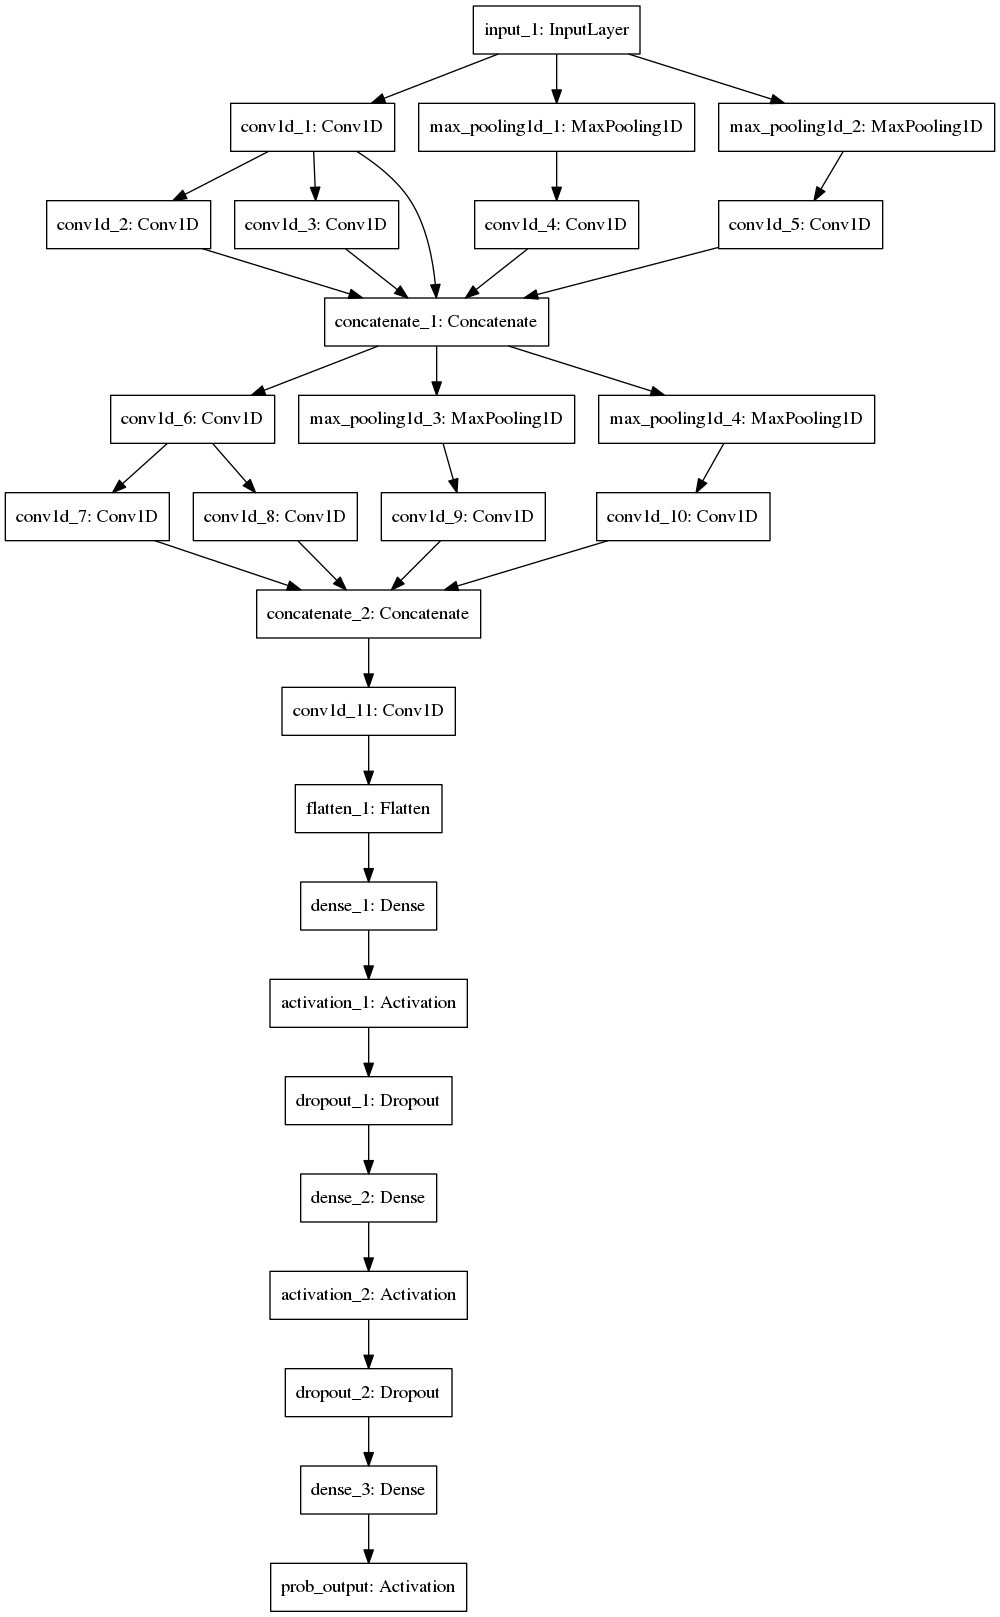 input_1: InputLayer
conv1d_1: Conv1D
max_pooling1d_1: MaxPooling1D
max_pooling1d_2: MaxPooling1D
conv1d_2: Conv1D
conv1d_3: Conv1D
conv1d_4: Conv1D
conv1d_5: Conv1D
concatenate_1: Concatenate
conv1d_6: Conv1D
max_pooling1d_3: MaxPooling1D
max_pooling1d_4: MaxPooling1D
conv1d_7: Conv1D
conv1d_8: Conv1D
conv1d_9: Conv1D
conv1d_10: Conv1D
concatenate_2: Concatenate
conv1d_11: Conv1D
flatten_1: Flatten
dense_1: Dense
activation_1: Activation
dropout_1: Dropout
dense_2: Dense
activation_2: Activation
dropout_2: Dropout
dense_3: Dense
prob_output: Activation